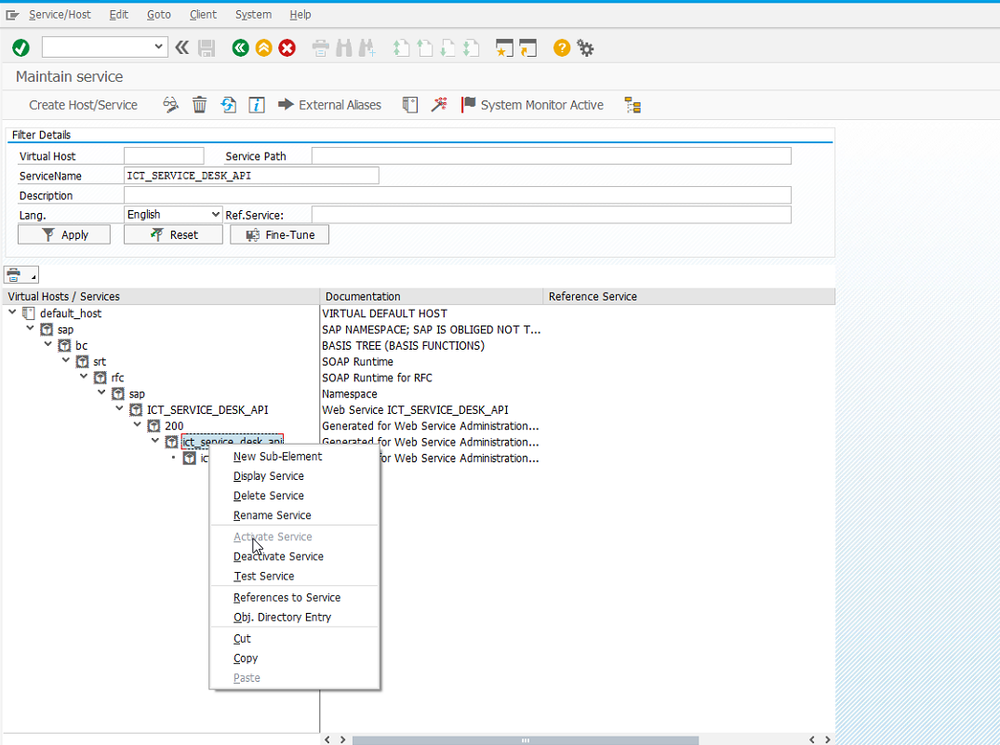 Service/Host Edit Goto Client System Help
Maintain service
Create Host/Service External Aliases System Monitor Active
Filter Details
Virtual Host Service Path
ServiceName ICT_SERVICE_DESK_API
Description
Lang. English Ref.Service:
Apply Reset Fine-Tune
Virtual Hosts / Services Documentation Reference Service
default_host VIRTUAL DEFAULT HOST
sap SAP NAMESPACE; SAP IS OBLIGED NOT T...
bc BASIS TREE (BASIS FUNCTIONS)
srt SOAP Runtime
rfc SOAP Runtime for RFC
sap Namespace
ICT_SERVICE_DESK_API Web Service ICT_SERVICE_DESK_API
200 Generated for Web Service Administration...
ict_service_desk_api Generated for Web Service Administration...
for Web Service Administration...
New Sub-Element
Display Service
Delete Service
Rename Service
Activate Service
Deactivate Service
Test Service
References to Service
Obj. Directory Entry
Cut
Copy
Paste